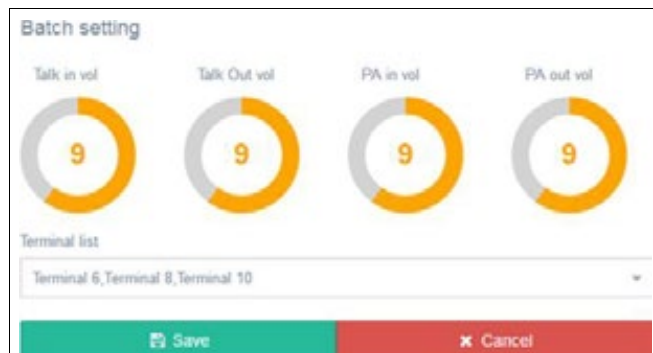 Batch setting
Talk in vol Talk Out vol PA in vol PA out vol
9 9 9 9
Terminal list
Terminal 6,Terminal 8,Terminal 10
Save Cancel